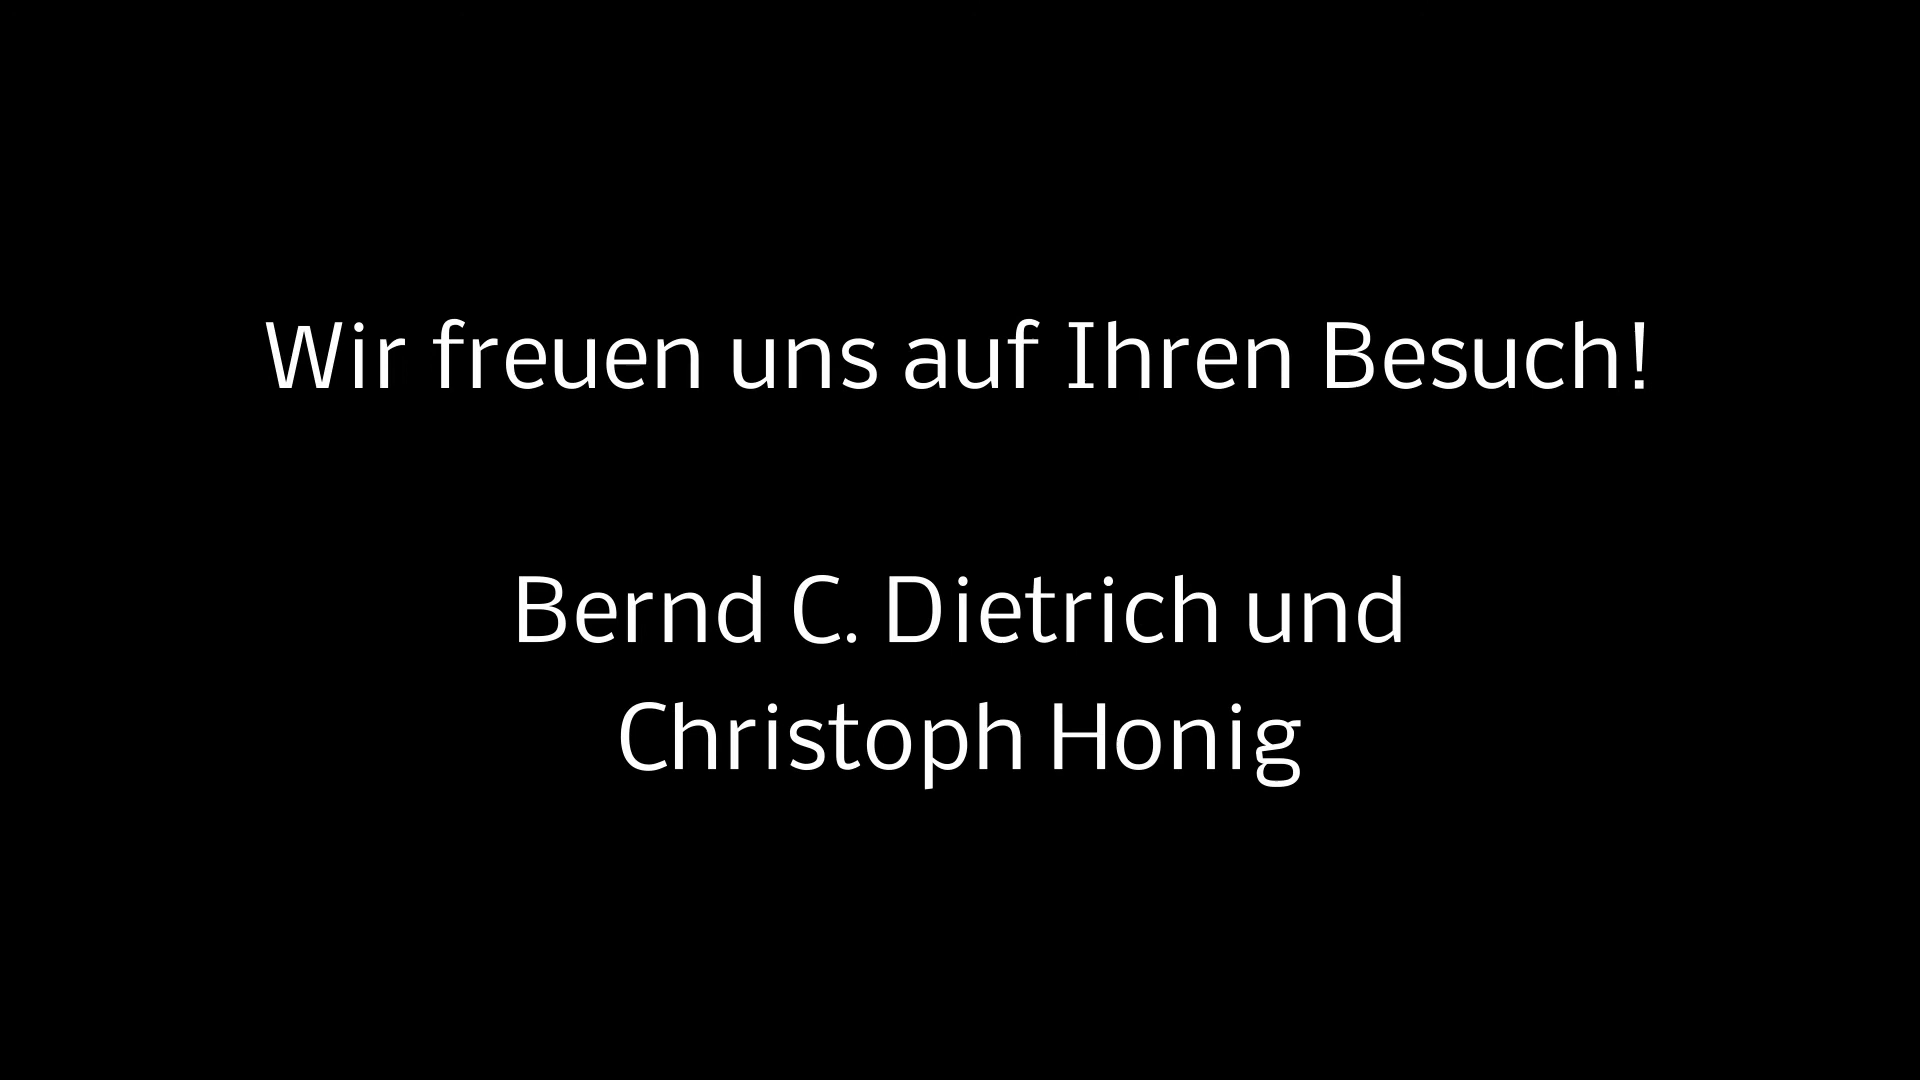 Wir freuen uns auf Ihren Besuch!
Bernd C. Dietrich und
Christoph Honig